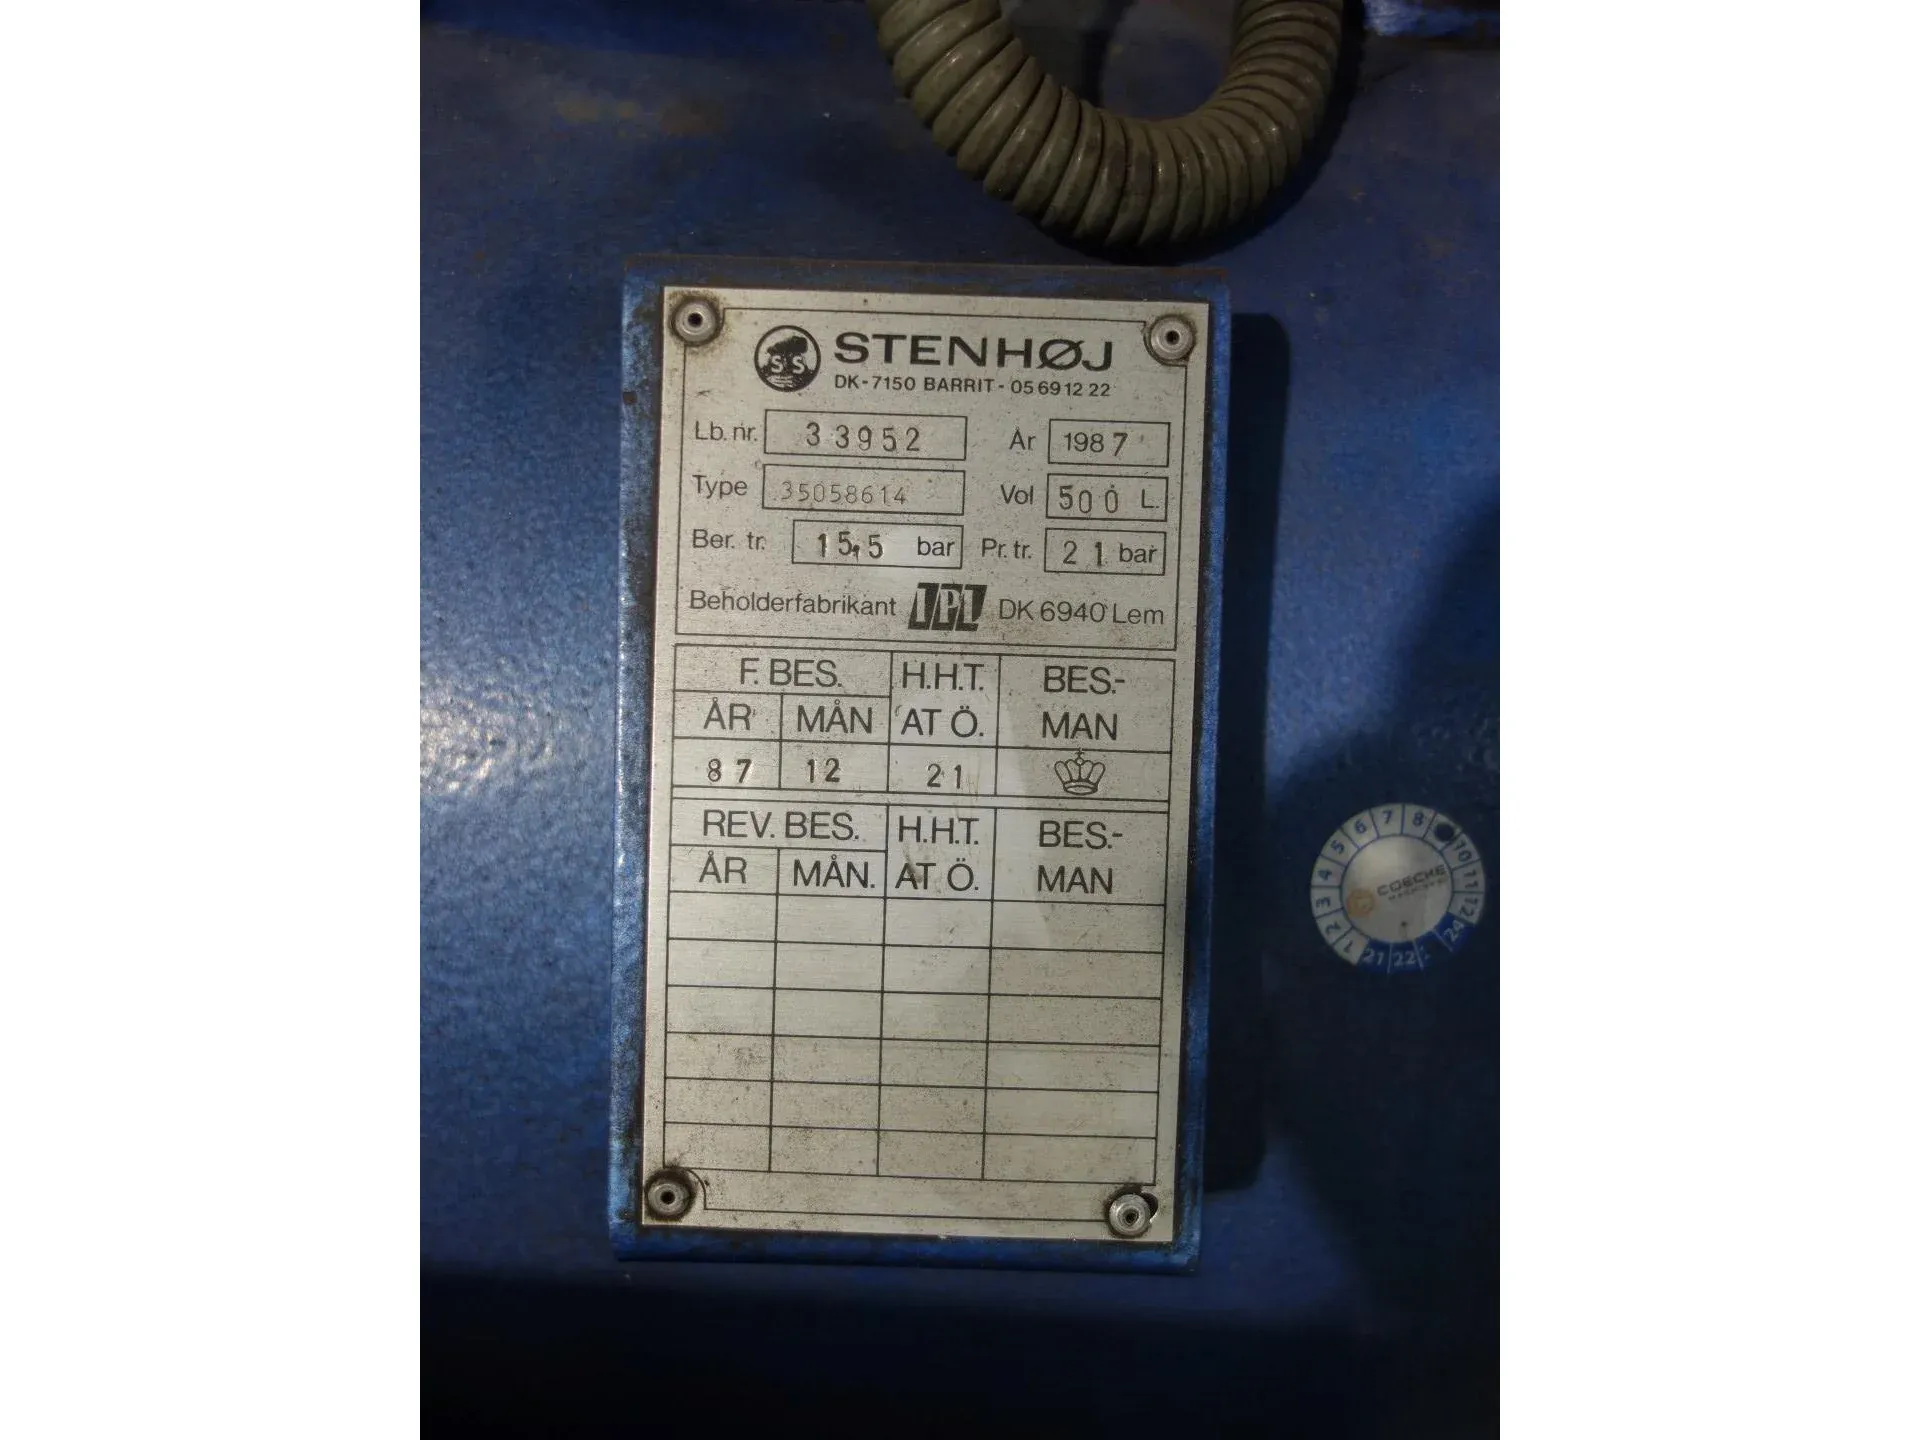 SS STENHØJ
DK-7150 BARRIT - 05 69 12 22
Lb. nr. 33952 År 1987
Type 35058614 Vol 500 L.
Ber. tr. 15,5 bar Pr. tr. 21 bar
Beholderfabrikant IPL DK 6940 Lem
F. BES. H.H.T. BES.-
ÅR MÅN AT Ö. MAN
87 12 21
REV. BES. H.H.T. BES.-
ÅR MÅN. AT Ö. MAN
1 2 3 4 5 6 7 8 10 11 12
COECKE
21 22 24